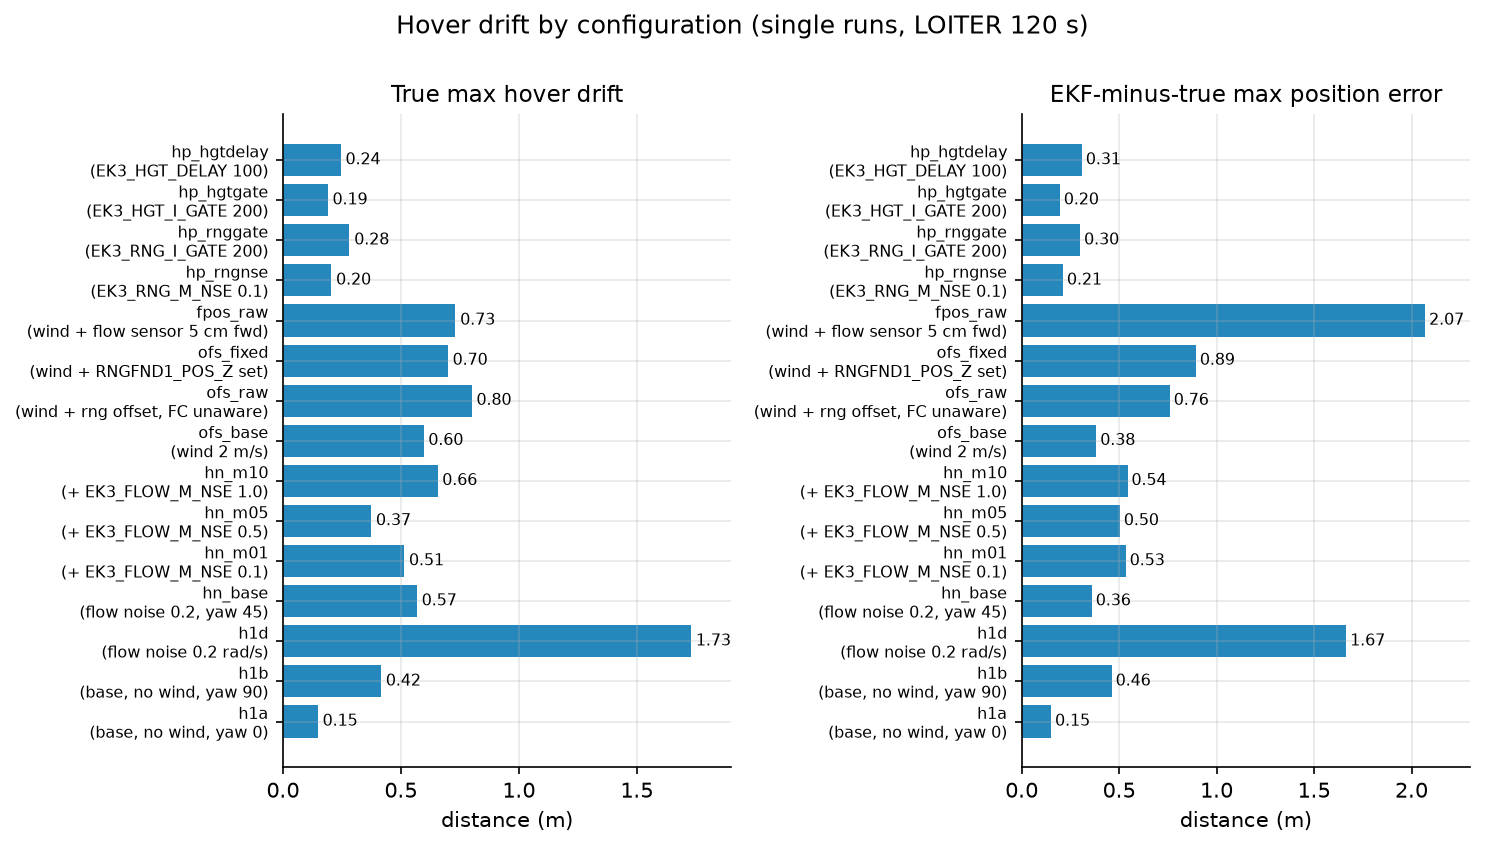 Hover drift by configuration (single runs, LOITER 120 s)
True max hover drift
hp_hgtdelay
(EK3_HGT_DELAY 100)
0.24
hp_hgtgate
(EK3_HGT_I_GATE 200)
0.19
hp_rnggate
(EK3_RNG_I_GATE 200)
0.28
hp_rngnse
(EK3_RNG_M_NSE 0.1)
0.20
fpos_raw
(wind + flow sensor 5 cm fwd)
0.73
ofs_fixed
(wind + RNGFND1_POS_Z set)
0.70
ofs_raw
(wind + rng offset, FC unaware)
0.80
ofs_base
(wind 2 m/s)
0.60
hn_m10
(+ EK3_FLOW_M_NSE 1.0)
0.66
hn_m05
(+ EK3_FLOW_M_NSE 0.5)
0.37
hn_m01
(+ EK3_FLOW_M_NSE 0.1)
0.51
hn_base
(flow noise 0.2, yaw 45)
0.57
h1d
(flow noise 0.2 rad/s)
1.73
h1b
(base, no wind, yaw 90)
0.42
h1a
(base, no wind, yaw 0)
0.15
0.0 0.5 1.0 1.5
distance (m)
EKF-minus-true max position error
hp_hgtdelay
(EK3_HGT_DELAY 100)
0.31
hp_hgtgate
(EK3_HGT_I_GATE 200)
0.20
hp_rnggate
(EK3_RNG_I_GATE 200)
0.30
hp_rngnse
(EK3_RNG_M_NSE 0.1)
0.21
fpos_raw
(wind + flow sensor 5 cm fwd)
2.07
ofs_fixed
(wind + RNGFND1_POS_Z set)
0.89
ofs_raw
(wind + rng offset, FC unaware)
0.76
ofs_base
(wind 2 m/s)
0.38
hn_m10
(+ EK3_FLOW_M_NSE 1.0)
0.54
hn_m05
(+ EK3_FLOW_M_NSE 0.5)
0.50
hn_m01
(+ EK3_FLOW_M_NSE 0.1)
0.53
hn_base
(flow noise 0.2, yaw 45)
0.36
h1d
(flow noise 0.2 rad/s)
1.67
h1b
(base, no wind, yaw 90)
0.46
h1a
(base, no wind, yaw 0)
0.15
0.0 0.5 1.0 1.5 2.0
distance (m)